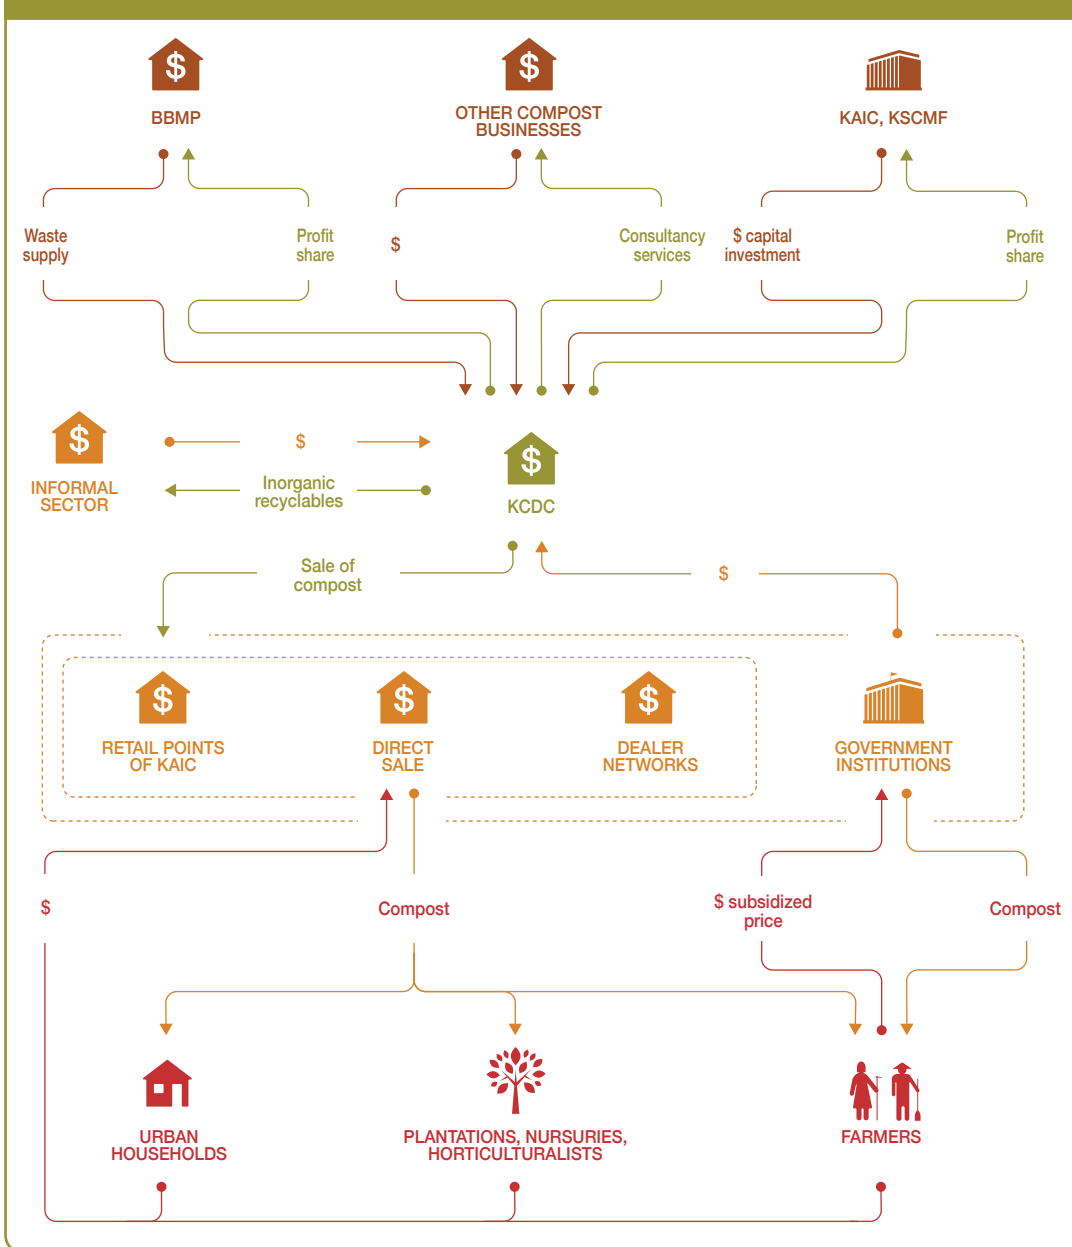 $
$
BBMP
OTHER COMPOST
BUSINESSES
KAIC, KSCMF
Waste
supply
Profit
share
$
Consultancy
services
$ capital
investment
Profit
share
$
INFORMAL
SECTOR
$
Inorganic
recyclables
$
KCDC
Sale of
compost
$
$
RETAIL POINTS
OF KAIC
$
DIRECT
SALE
$
DEALER
NETWORKS
GOVERNMENT
INSTITUTIONS
$
Compost
$ subsidized
price
Compost
URBAN
HOUSEHOLDS
PLANTATIONS, NURSURIES,
HORTICULTURALISTS
FARMERS